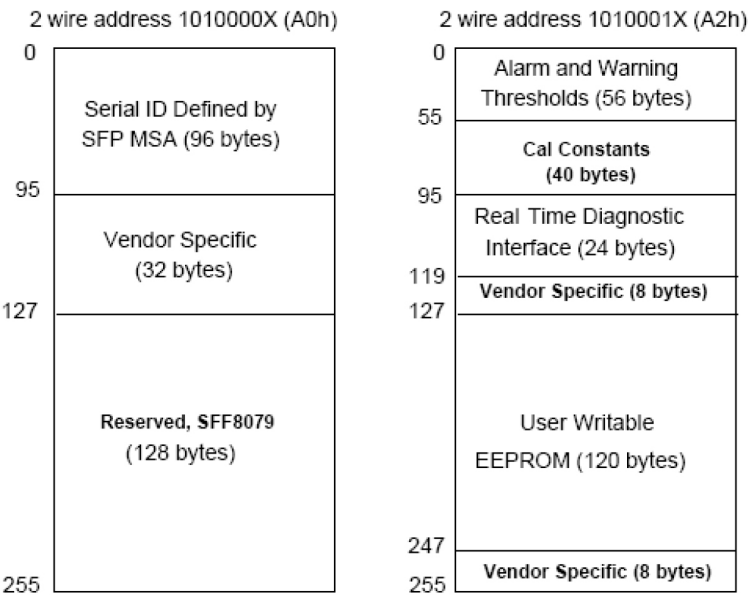 2 wire address 1010000X (A0h)
0
Serial ID Defined by
SFP MSA (96 bytes)
95
Vendor Specific
(32 bytes)
127
Reserved, SFF8079
(128 bytes)
255
2 wire address 1010001X (A2h)
0
Alarm and Warning
Thresholds (56 bytes)
55
Cal Constants
(40 bytes)
95
Real Time Diagnostic
Interface (24 bytes)
119
Vendor Specific (8 bytes)
127
User Writable
EEPROM (120 bytes)
247
Vendor Specific (8 bytes)
255